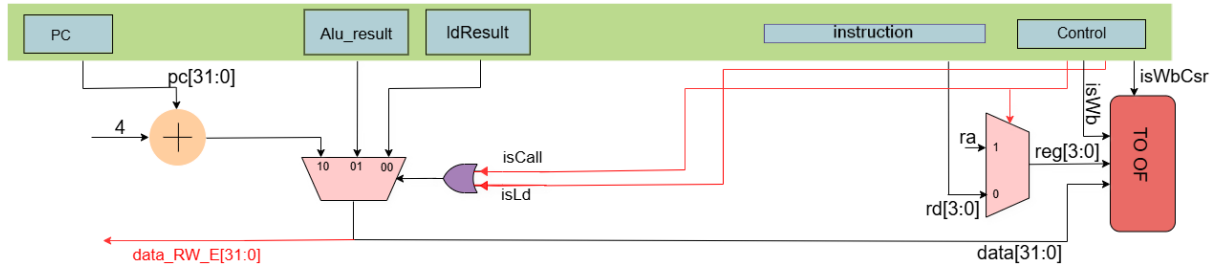 PC
Alu_result
ldResult
instruction
Control
pc[31:0]
isWbCsr
isWb
4
10
01
00
isCall
isLd
ra
1
0
rd[3:0]
reg[3:0]
TO OF
data_RW_E[31:0]
data[31:0]